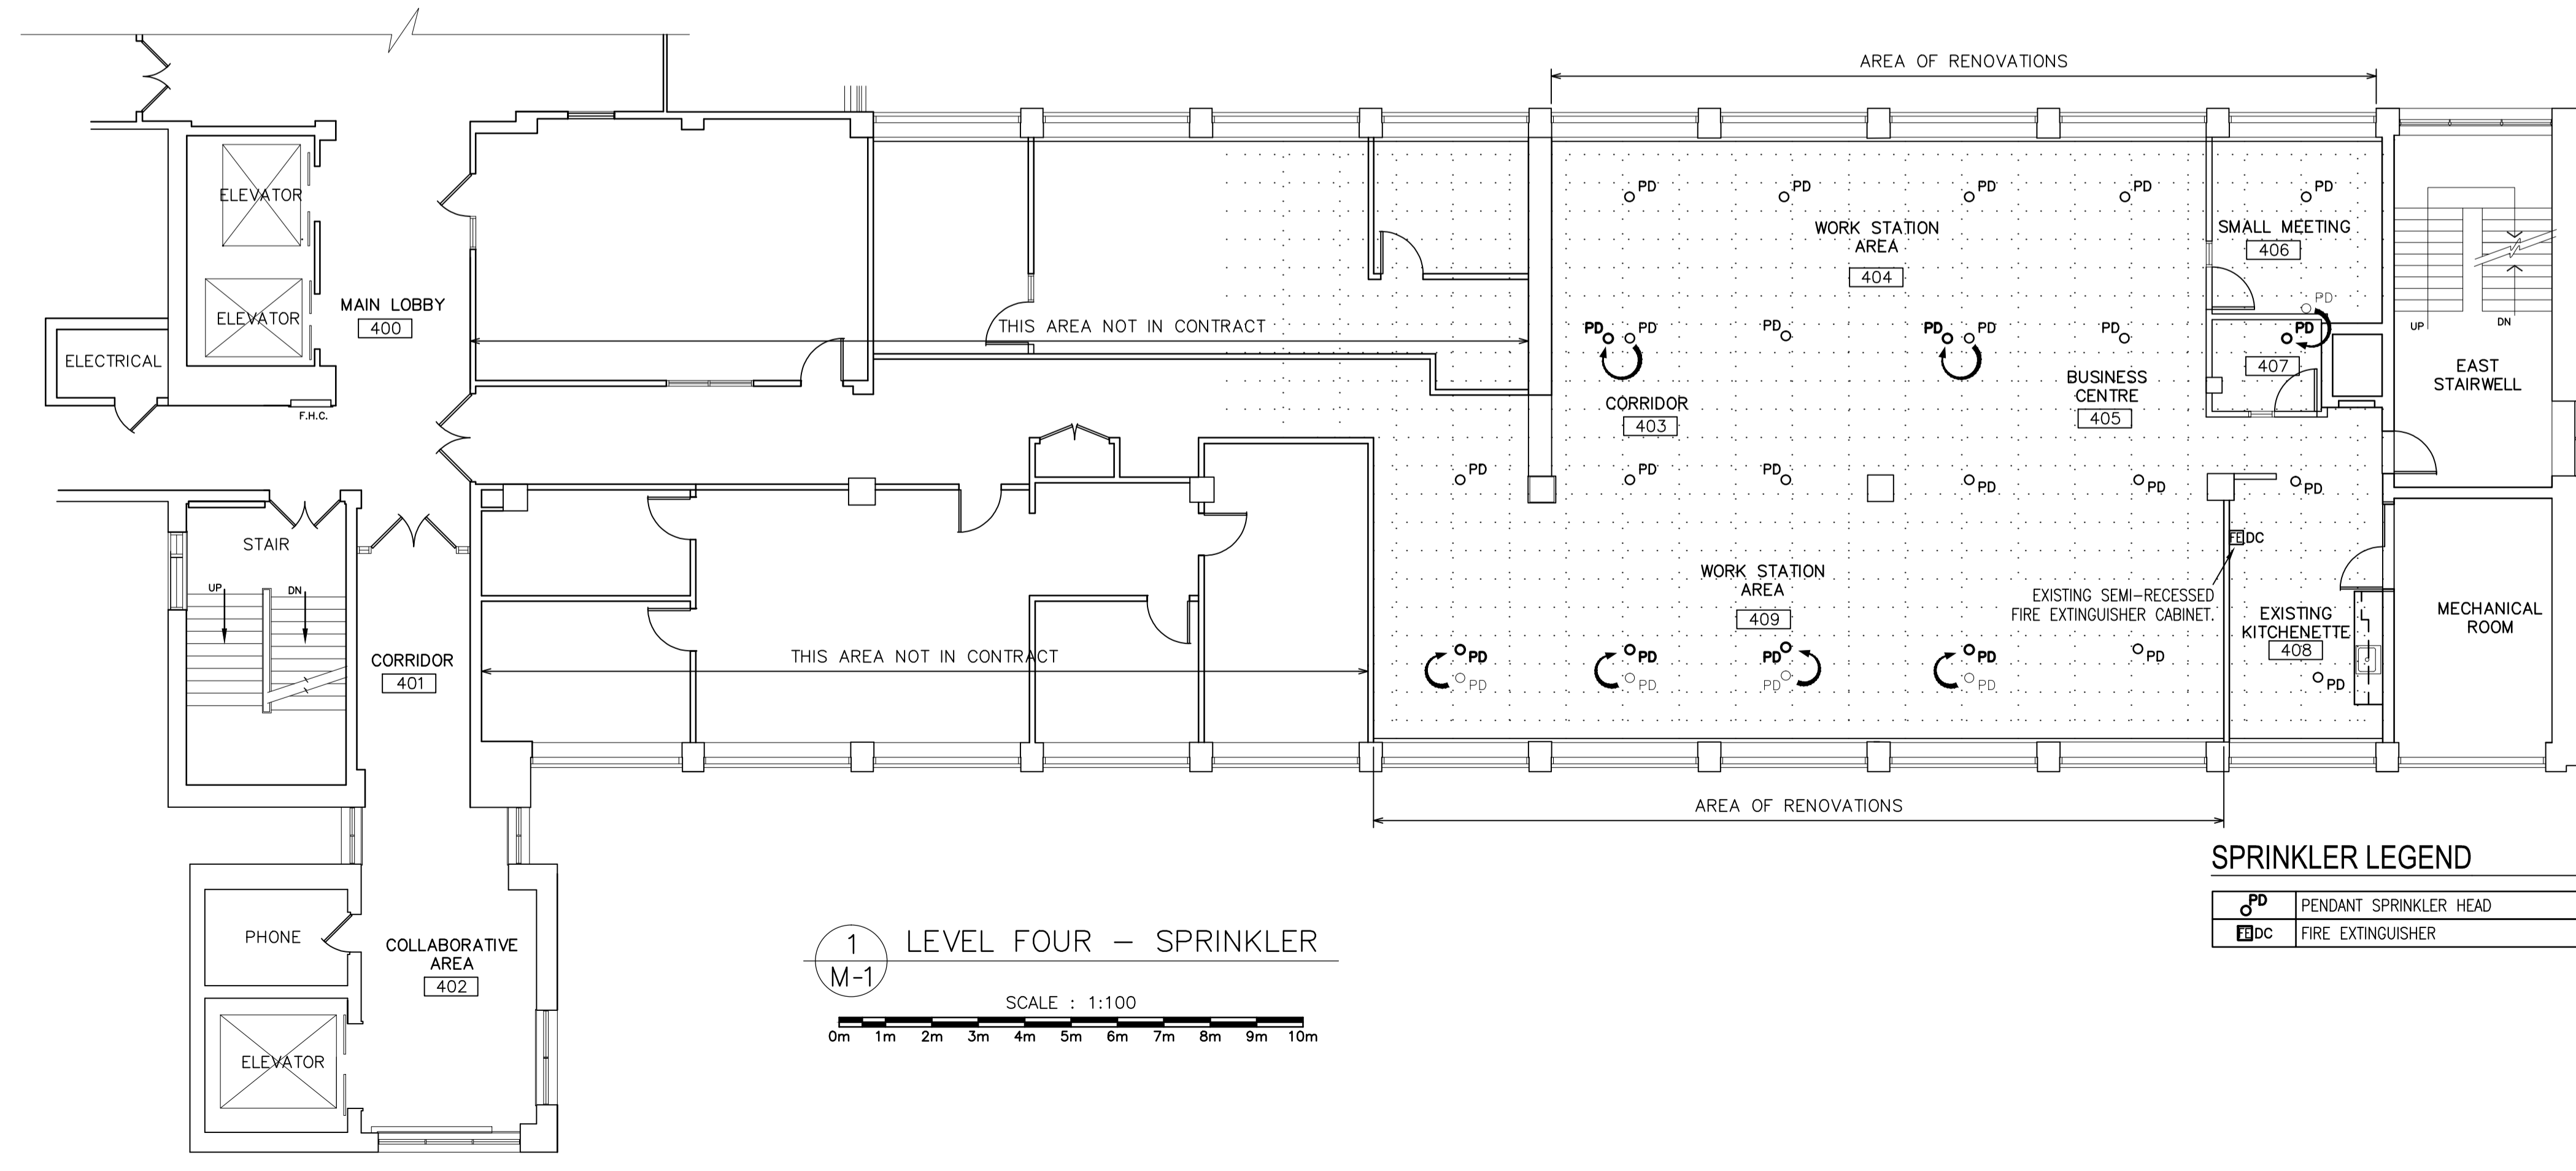 AREA OF RENOVATIONS
ELEVATOR
ELEVATOR
MAIN LOBBY
400
ELECTRICAL
F.H.C.
THIS AREA NOT IN CONTRACT
PD
PD
PD
PD
PD
WORK STATION
AREA
404
SMALL MEETING
406
PD
PD
PD
PD
PD
PD
PD
PD
407
CORRIDOR
403
BUSINESS
CENTRE
405
UP
DN
EAST
STAIRWELL
PD
PD
PD
PD
PD
PD
STAIR
UP
DN
CORRIDOR
401
THIS AREA NOT IN CONTRACT
WORK STATION
AREA
409
FE DC
EXISTING SEMI-RECESSED
FIRE EXTINGUISHER CABINET.
EXISTING
KITCHENETTE
408
MECHANICAL
ROOM
PD
PD
PD
PD
PD
PD
PD
PD
PD
PD
AREA OF RENOVATIONS
PHONE
COLLABORATIVE
AREA
402
ELEVATOR
1
M-1
LEVEL FOUR - SPRINKLER
SCALE : 1:100
0m 1m 2m 3m 4m 5m 6m 7m 8m 9m 10m
SPRINKLER LEGEND
PD PENDANT SPRINKLER HEAD
FE DC FIRE EXTINGUISHER